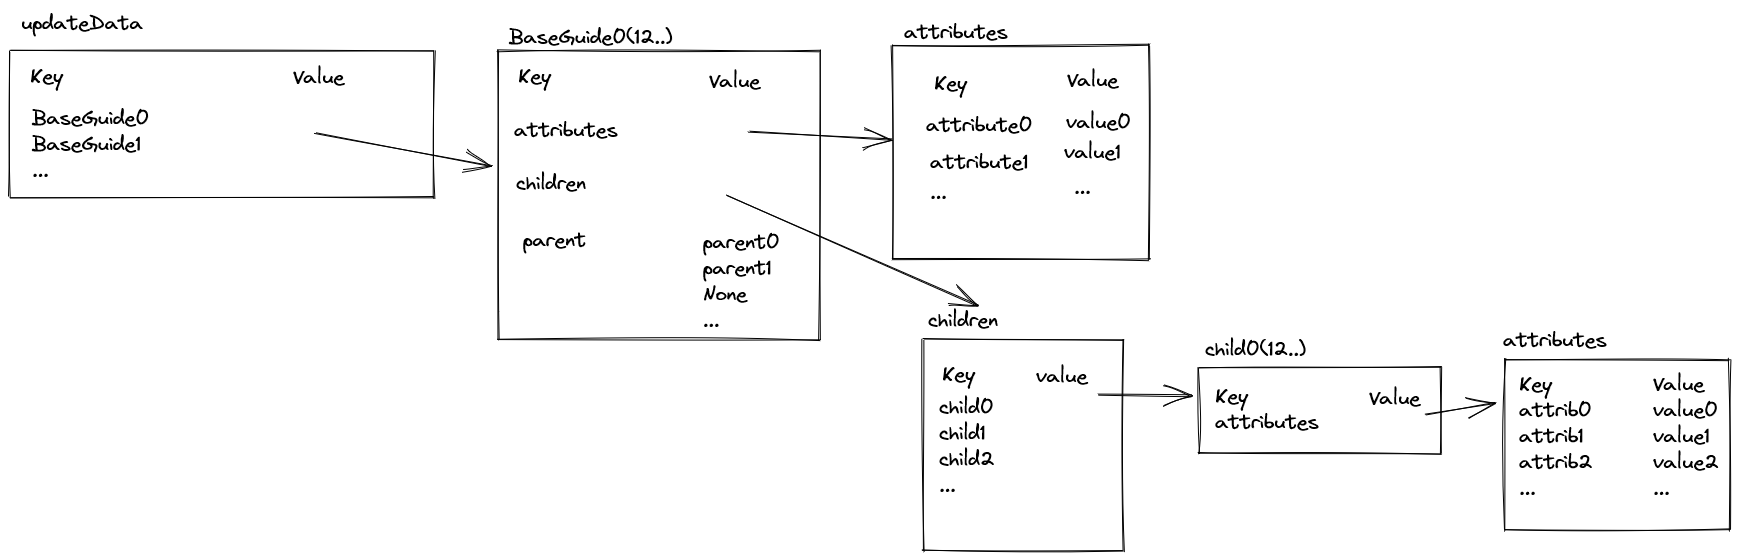 updateData
Key Value
BaseGuide0
BaseGuide1
...
BaseGuide0(12..)
Key Value
attributes
children
parent parent0
parent1
None
...
attributes
Key Value
attribute0 value0
attribute1 value1
... ...
children
Key value
child0
child1
child2
...
child0(12..)
Key Value
attributes
attributes
Key Value
attrib0 value0
attrib1 value1
attrib2 value2
... ...